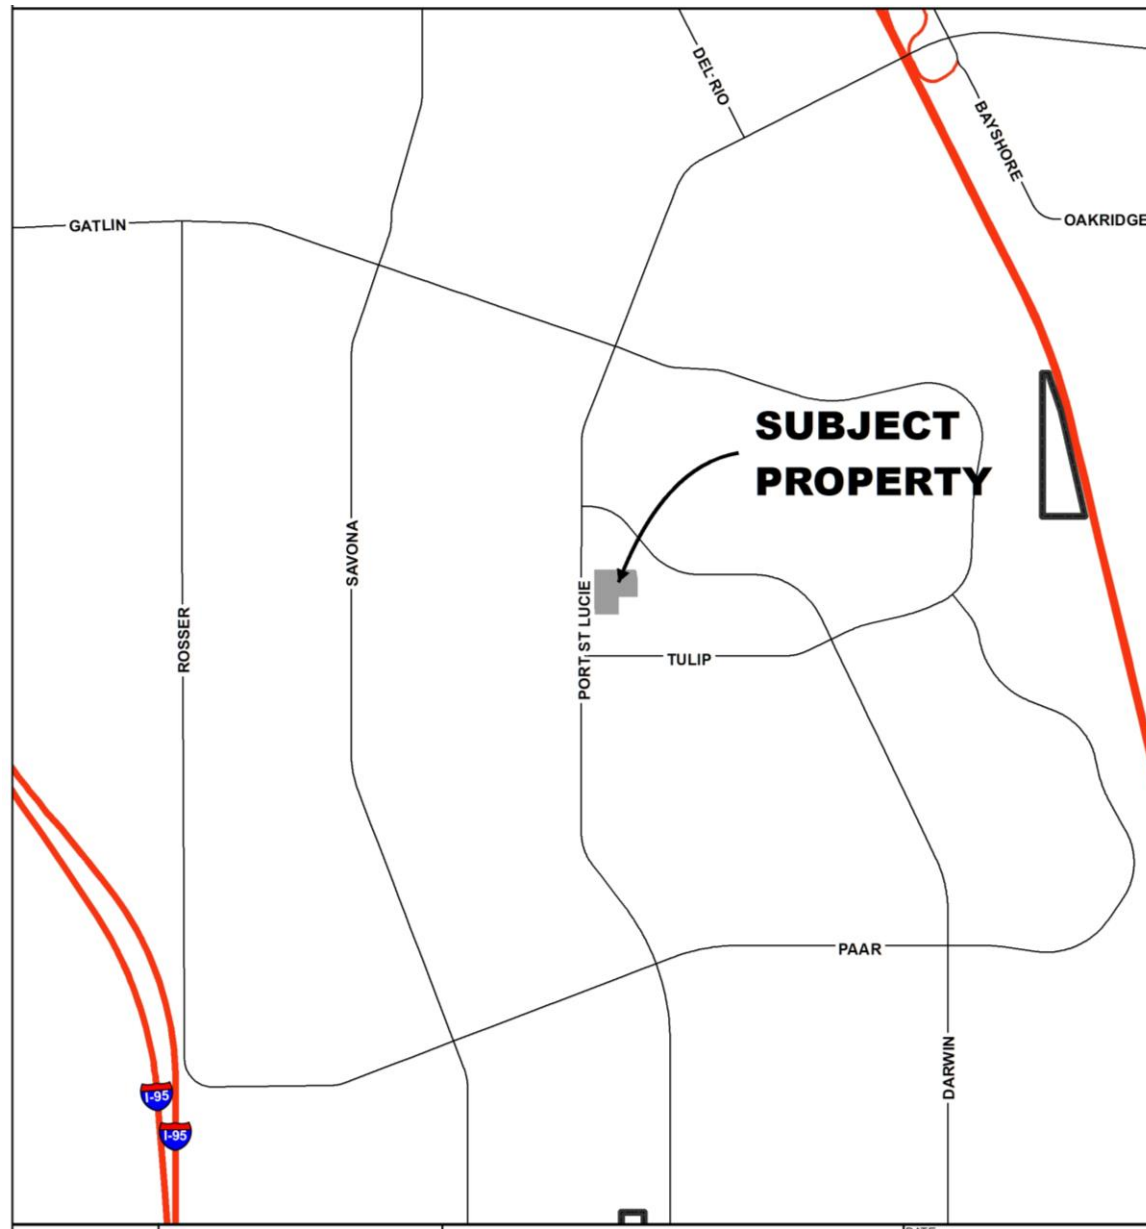 DEL RIO
BAYSHORE
GATLIN
OAKRIDGE
SUBJECT
PROPERTY
SAVONA
ROSSER
PORT ST LUCIE
TULIP
PAAR
DARWIN
I-95
I-95